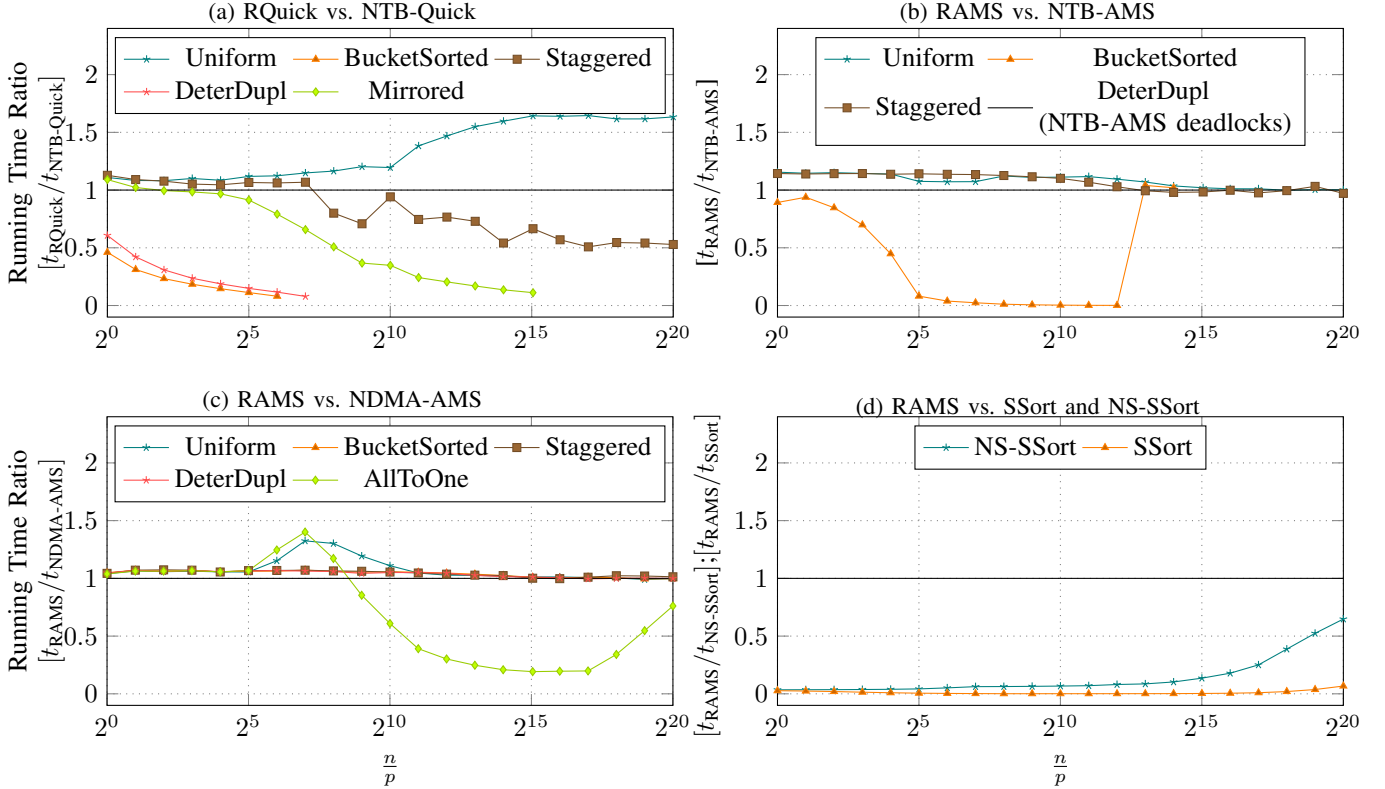 (a) RQuick vs. NTB-Quick
Running Time Ratio
[tRQuick/tNTB-Quick]
Uniform BucketSorted Staggered
DeterDupl Mirrored
2
1.5
1
0.5
0
2^0 2^5 2^10 2^15 2^20
(b) RAMS vs. NTB-AMS
[tRAMS/tNTB-AMS]
Uniform BucketSorted
Staggered DeterDupl
(NTB-AMS deadlocks)
2
1.5
1
0.5
0
2^0 2^5 2^10 2^15 2^20
(c) RAMS vs. NDMA-AMS
Running Time Ratio
[tRAMS/tNDMA-AMS]
Uniform BucketSorted Staggered
DeterDupl AllToOne
2
1.5
1
0.5
0
2^0 2^5 2^10 2^15 2^20
n/p
(d) RAMS vs. SSort and NS-SSort
[tRAMS/tNS-SSort];[tRAMS/tSSort]
NS-SSort SSort
2
1.5
1
0.5
0
2^0 2^5 2^10 2^15 2^20
n/p